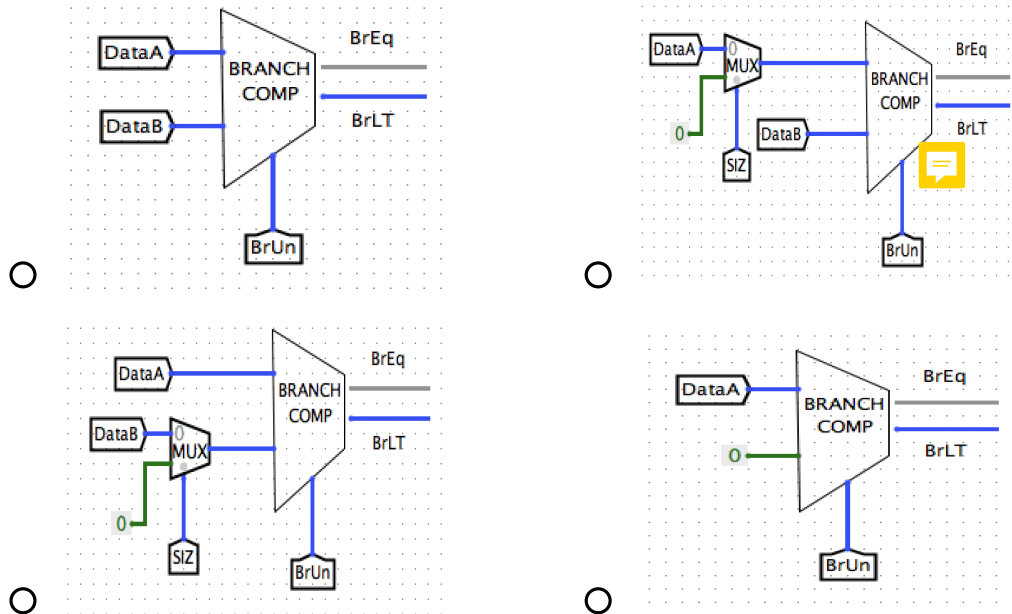 DataA
BrEq
BRANCH
COMP
DataB
BrLT
BrUn
DataA
0
MUX
BrEq
BRANCH
COMP
0
DataB
BrLT
SIZ
BrUn
DataA
BrEq
BRANCH
COMP
DataB
0
MUX
BrLT
0
SIZ
BrUn
DataA
BrEq
BRANCH
COMP
0
BrLT
BrUn